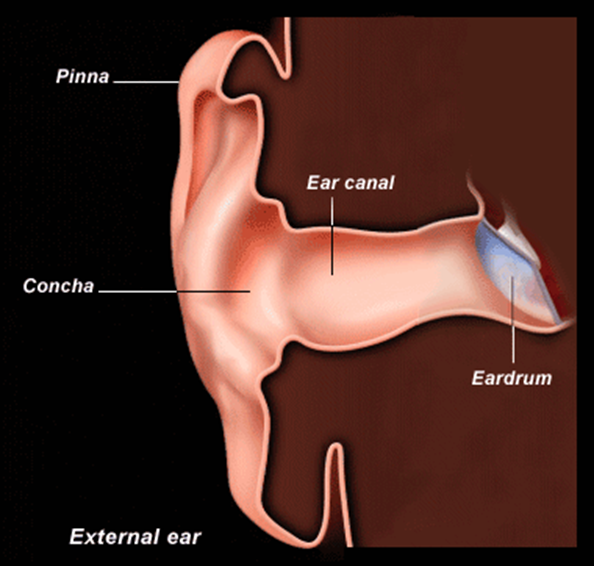 Pinna
Ear canal
Concha
Eardrum
External ear